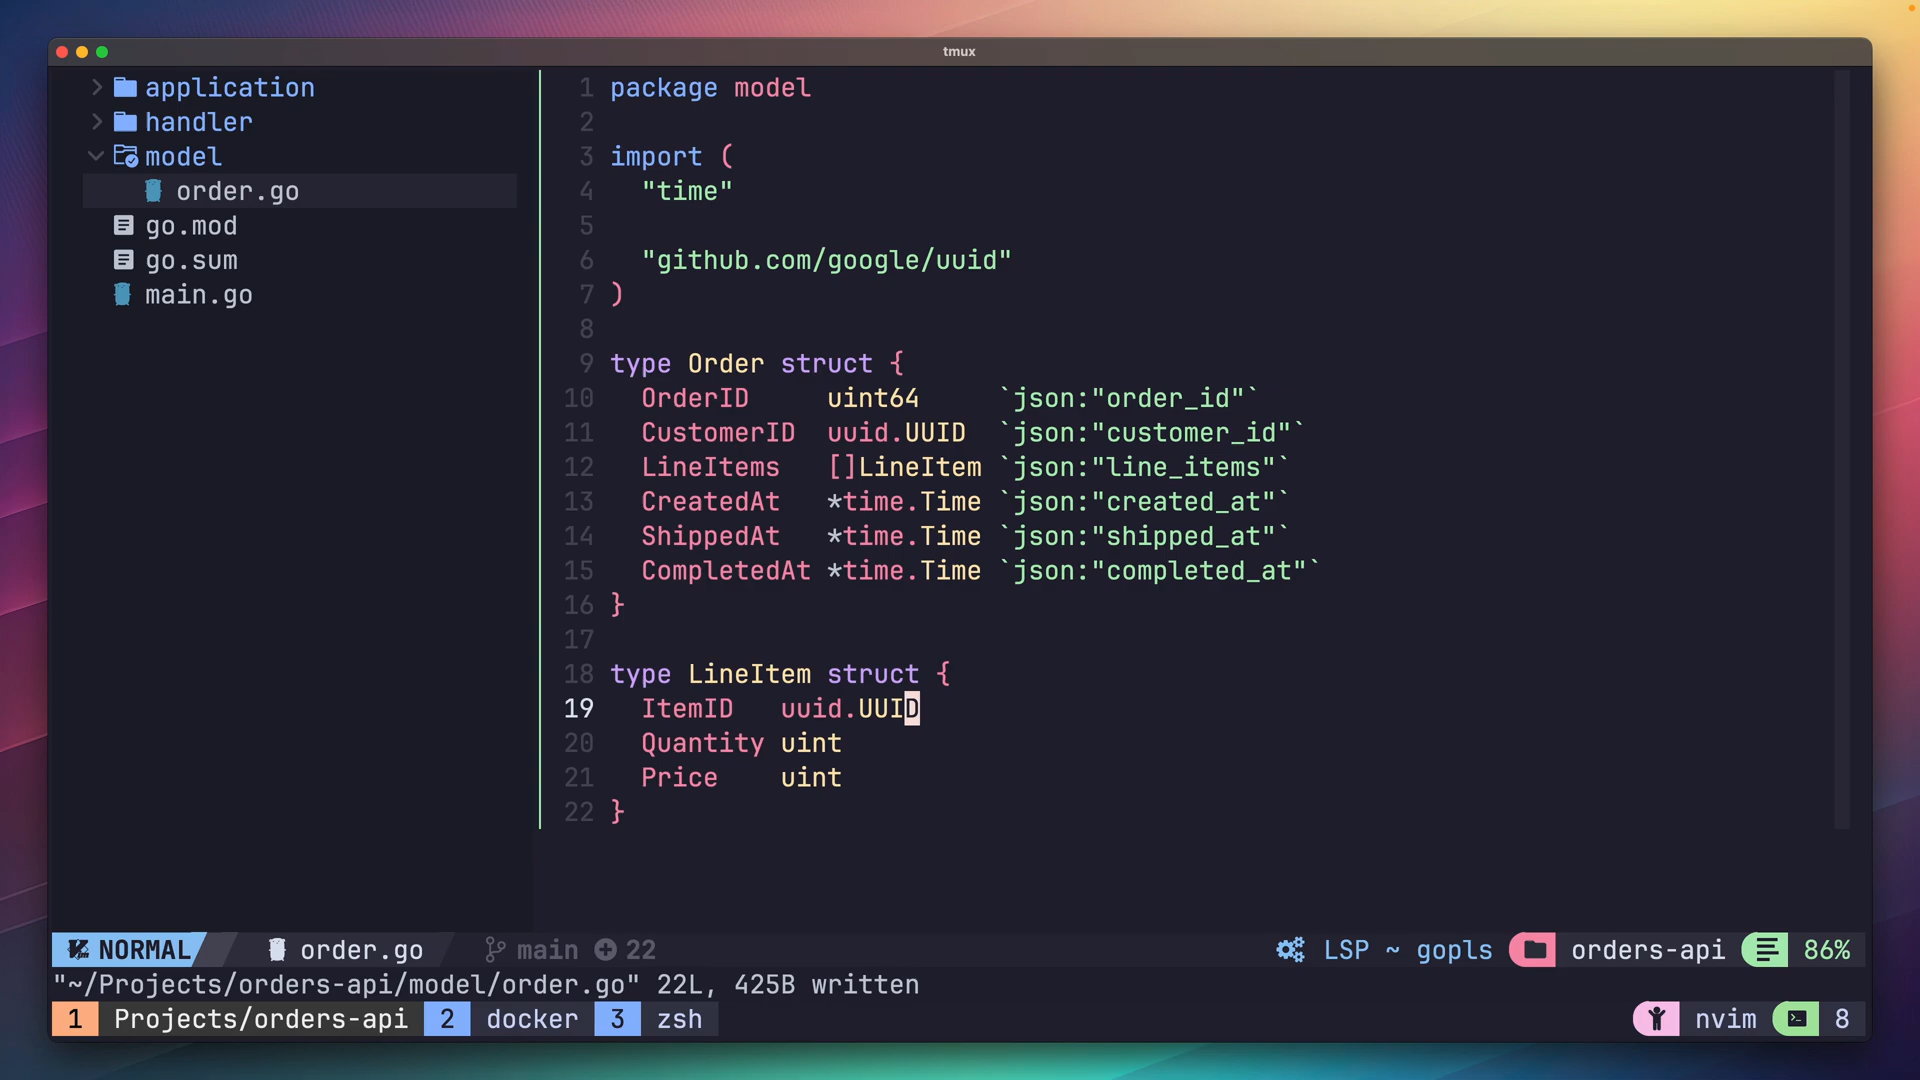 tmux
application
handler
model
order.go
go.mod
go.sum
main.go
1 package model
2
3 import (
4 "time"
5
6 "github.com/google/uuid"
7 )
8
9 type Order struct {
10 OrderID uint64 `json:"order_id"`
11 CustomerID uuid.UUID `json:"customer_id"`
12 LineItems []LineItem `json:"line_items"`
13 CreatedAt *time.Time `json:"created_at"`
14 ShippedAt *time.Time `json:"shipped_at"`
15 CompletedAt *time.Time `json:"completed_at"`
16 }
17
18 type LineItem struct {
19 ItemID uuid.UUID
20 Quantity uint
21 Price uint
22 }
NORMAL order.go main 22 LSP ~ gopls orders-api 86%
"~/Projects/orders-api/model/order.go" 22L, 425B written
1 Projects/orders-api 2 docker 3 zsh nvim 8